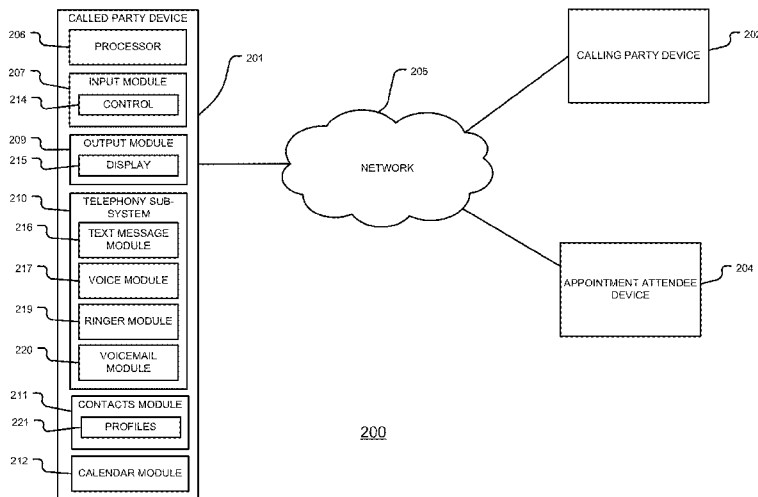 CALLED PARTY DEVICE
206
PROCESSOR
207
INPUT MODULE
214
CONTROL
201
209
OUTPUT MODULE
215
DISPLAY
210
TELEPHONY SUB-
SYSTEM
216
TEXT MESSAGE
MODULE
217
VOICE MODULE
219
RINGER MODULE
220
VOICEMAIL
MODULE
211
CONTACTS MODULE
221
PROFILES
212
CALENDAR MODULE
205
NETWORK
CALLING PARTY DEVICE
202
APPOINTMENT ATTENDEE
DEVICE
204
200